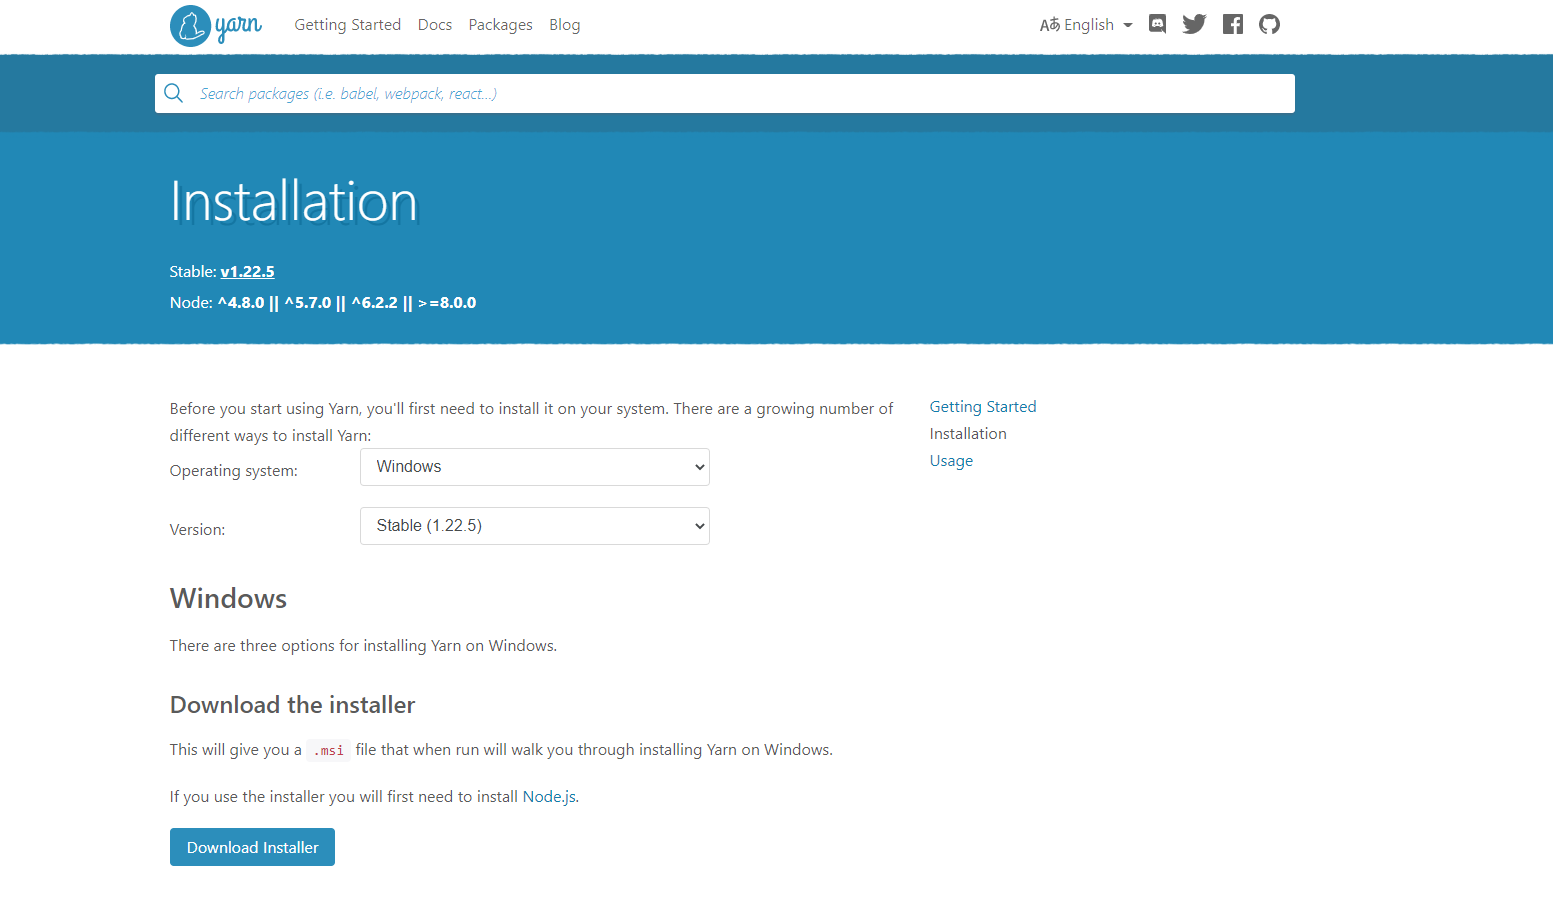 yarn
Getting Started Docs Packages Blog
Aあ English
Search packages (i.e. babel, webpack, react...)
Installation
Stable: v1.22.5
Node: ^4.8.0 || ^5.7.0 || ^6.2.2 || >=8.0.0
Before you start using Yarn, you'll first need to install it on your system. There are a growing number of
different ways to install Yarn:
Operating system: Windows
Version: Stable (1.22.5)
Getting Started
Installation
Usage
Windows
There are three options for installing Yarn on Windows.
Download the installer
This will give you a .msi file that when run will walk you through installing Yarn on Windows.
If you use the installer you will first need to install Node.js.
Download Installer